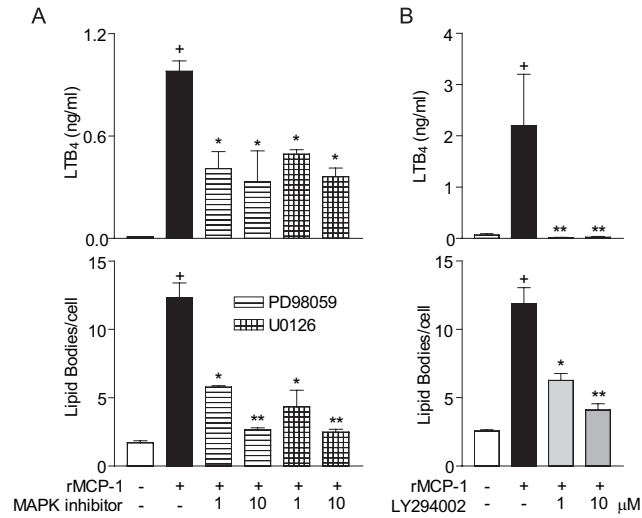 A
B
LTB4 (ng/ml)
1.2
0.6
0.0
+
*
*
*
*
LTB4 (ng/ml)
4
3
2
1
0
+
**
**
Lipid Bodies/cell
15
10
5
0
+
PD98059
U0126
*
**
*
**
Lipid Bodies/cell
15
10
5
0
+
*
**
rMCP-1 - + + + + +
MAPK inhibitor - - 1 10 1 10
rMCP-1 - + + +
LY294002 - - 1 10 μM